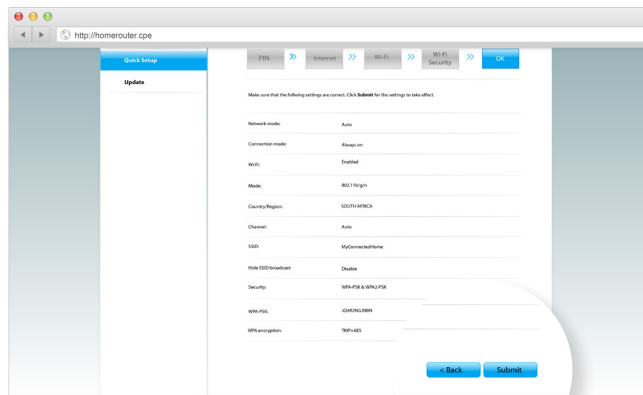 http://homerouter.cpe
Quick Setup
Update
PIN >> Internet >> Wi-Fi >> Wi-Fi Security >> OK
Make sure that the following settings are correct. Click Submit for the settings to take effect.
Network mode: Auto
Connection mode: Always on
Wi-Fi: Enabled
Mode: 802.11b/g/n
Country/Region: SOUTH AFRICA
Channel: Auto
SSID: MyConnectedHome
Hide SSID broadcast: Disable
Security: WPA-PSK & WPA2-PSK
WPA-PSK:
WPA encryption: TKIP+AES
< Back Submit